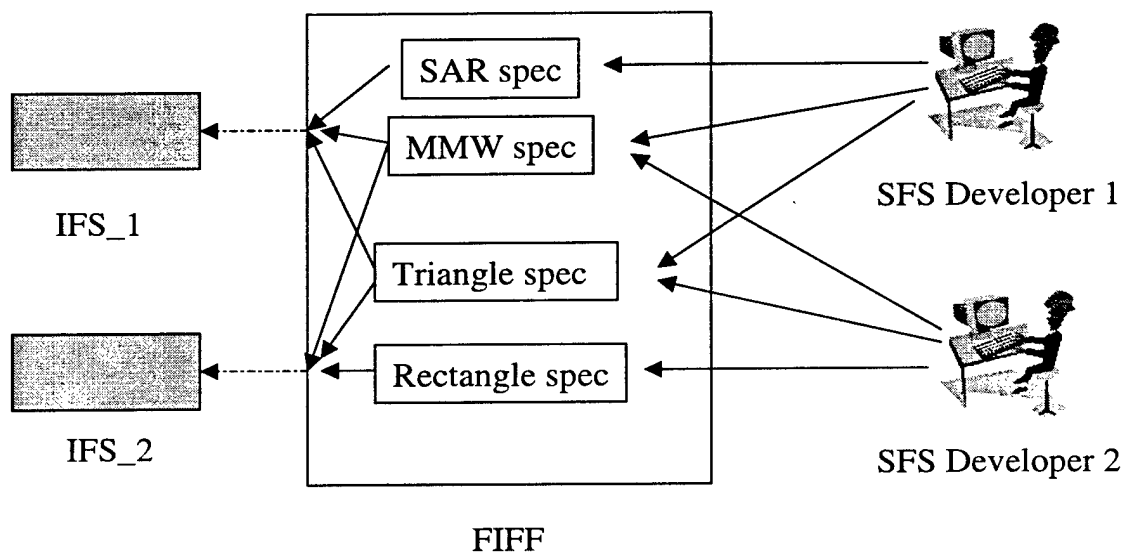 SAR spec
MMW spec
SFS Developer 1
IFS_1
Triangle spec
Rectangle spec
IFS_2
SFS Developer 2
FIFF